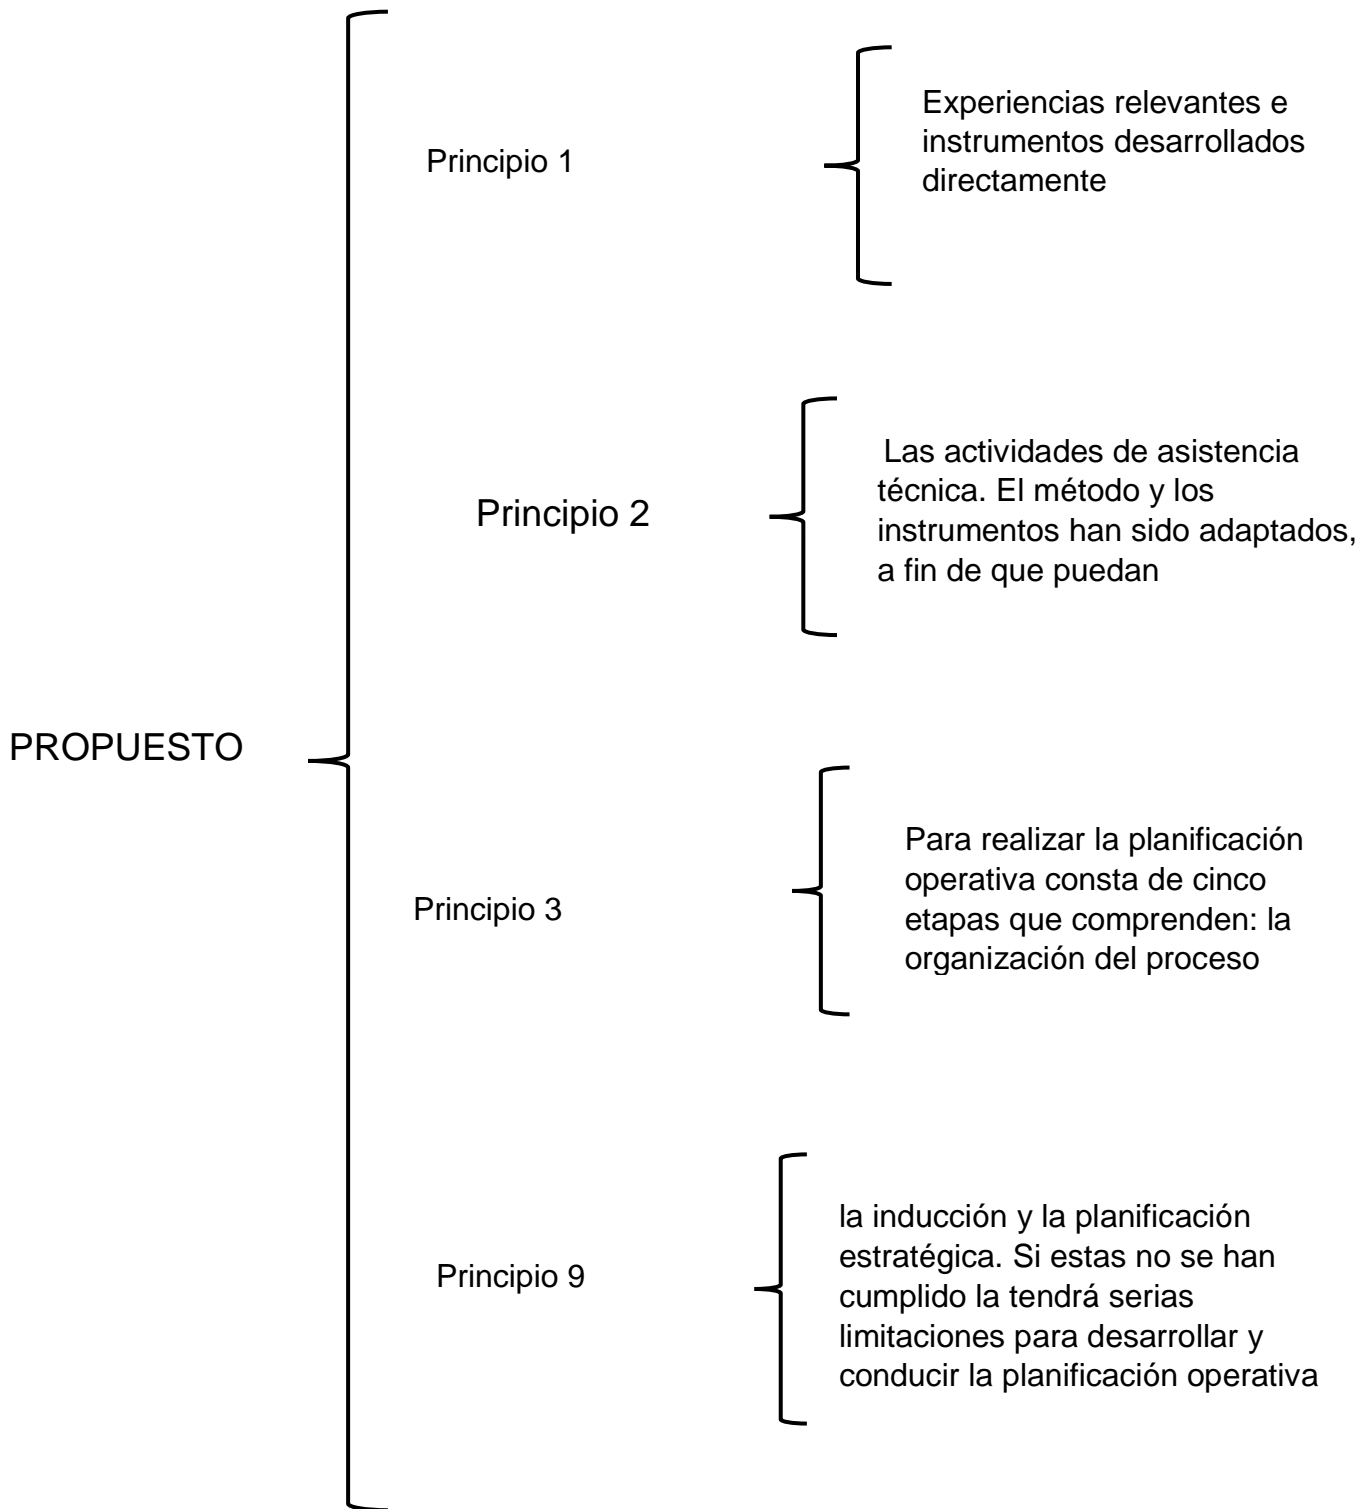 Principio 1
Experiencias relevantes e
instrumentos desarrollados
directamente
Principio 2
Las actividades de asistencia
técnica. El método y los
instrumentos han sido adaptados,
a fin de que puedan
PROPUESTO
Principio 3
Para realizar la planificación
operativa consta de cinco
etapas que comprenden: la
organización del proceso
Principio 9
la inducción y la planificación
estratégica. Si estas no se han
cumplido la tendrá serias
limitaciones para desarrollar y
conducir la planificación operativa